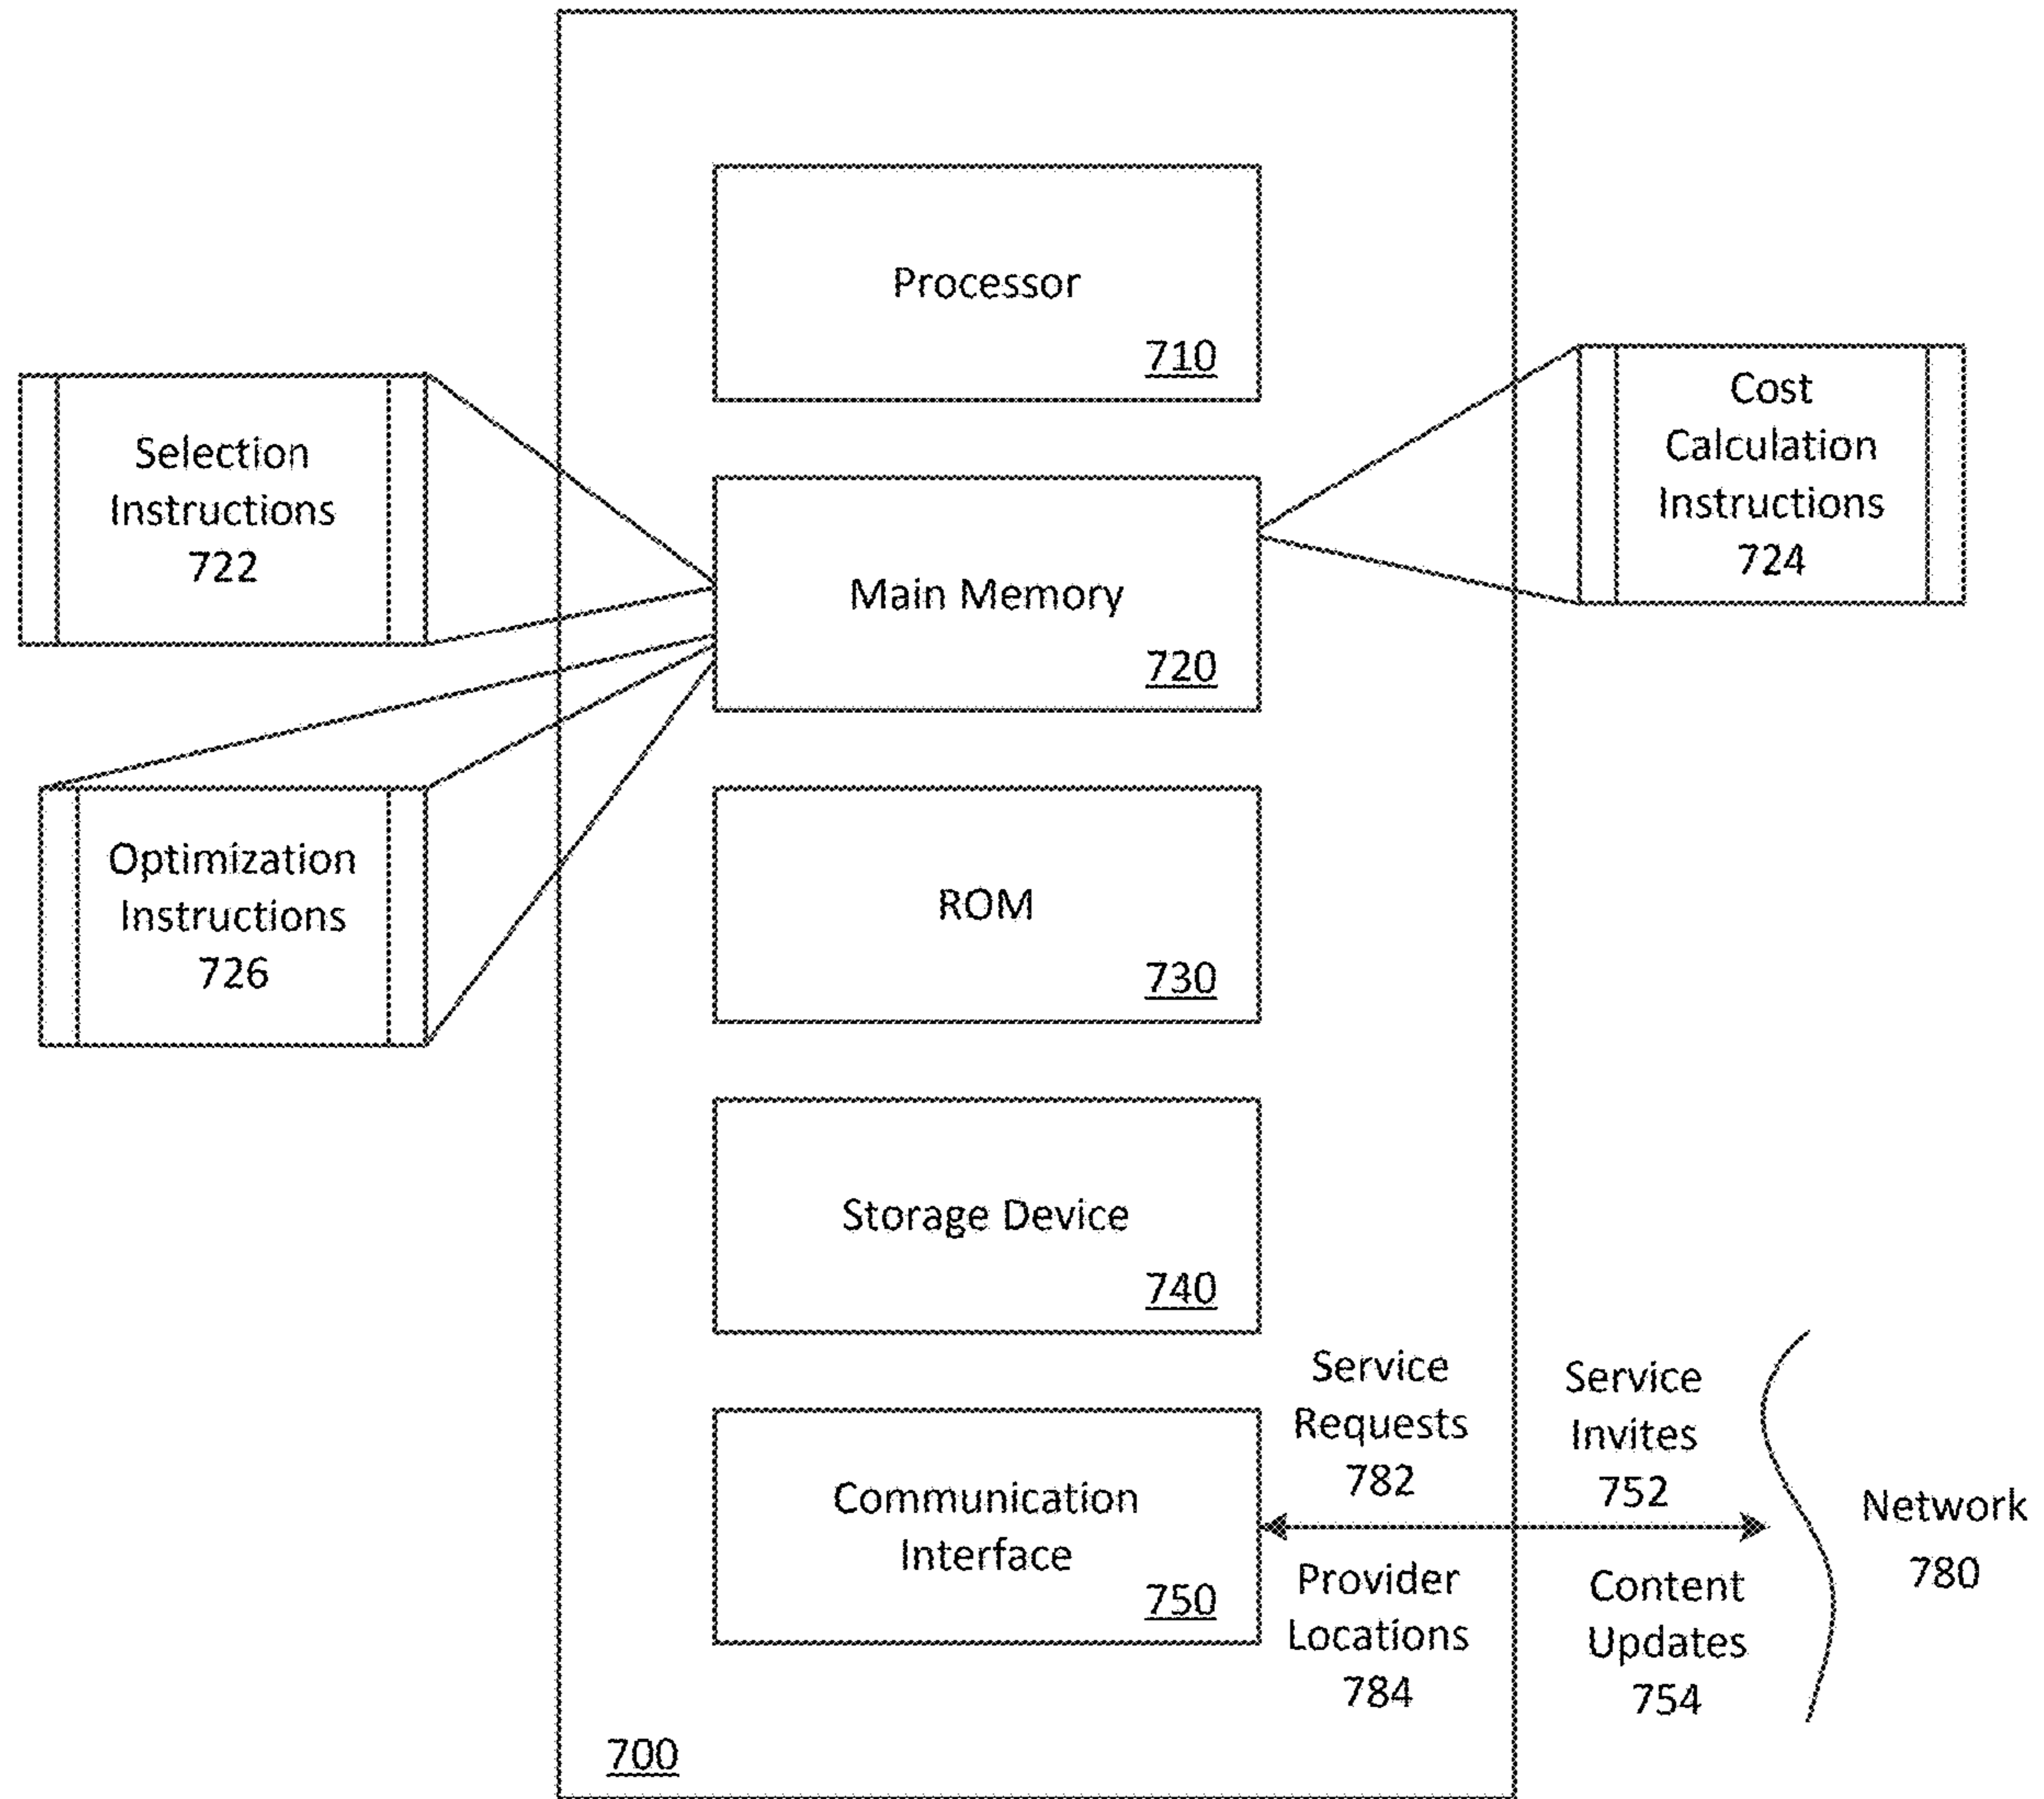 Processor
710
Selection
Instructions
722
Cost
Calculation
Instructions
724
Main Memory
720
Optimization
Instructions
726
ROM
730
Storage Device
740
Service
Requests
782
Service
Invites
752
Communication
Interface
750
Provider
Locations
784
Content
Updates
754
Network
780
700